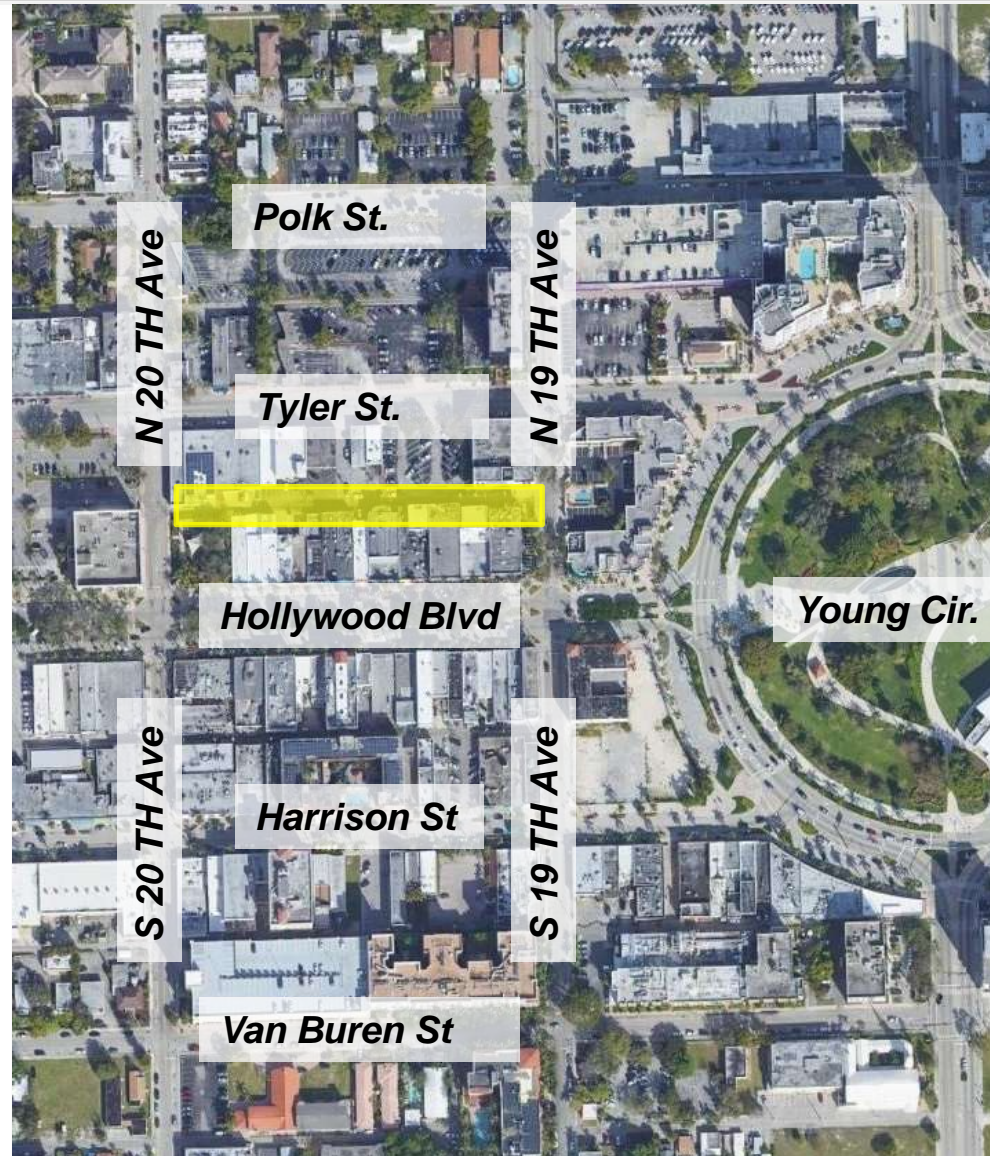 Polk St.
N 20 TH Ave
N 19 TH Ave
Tyler St.
Hollywood Blvd
Young Cir.
S 20 TH Ave
S 19 TH Ave
Harrison St
Van Buren St